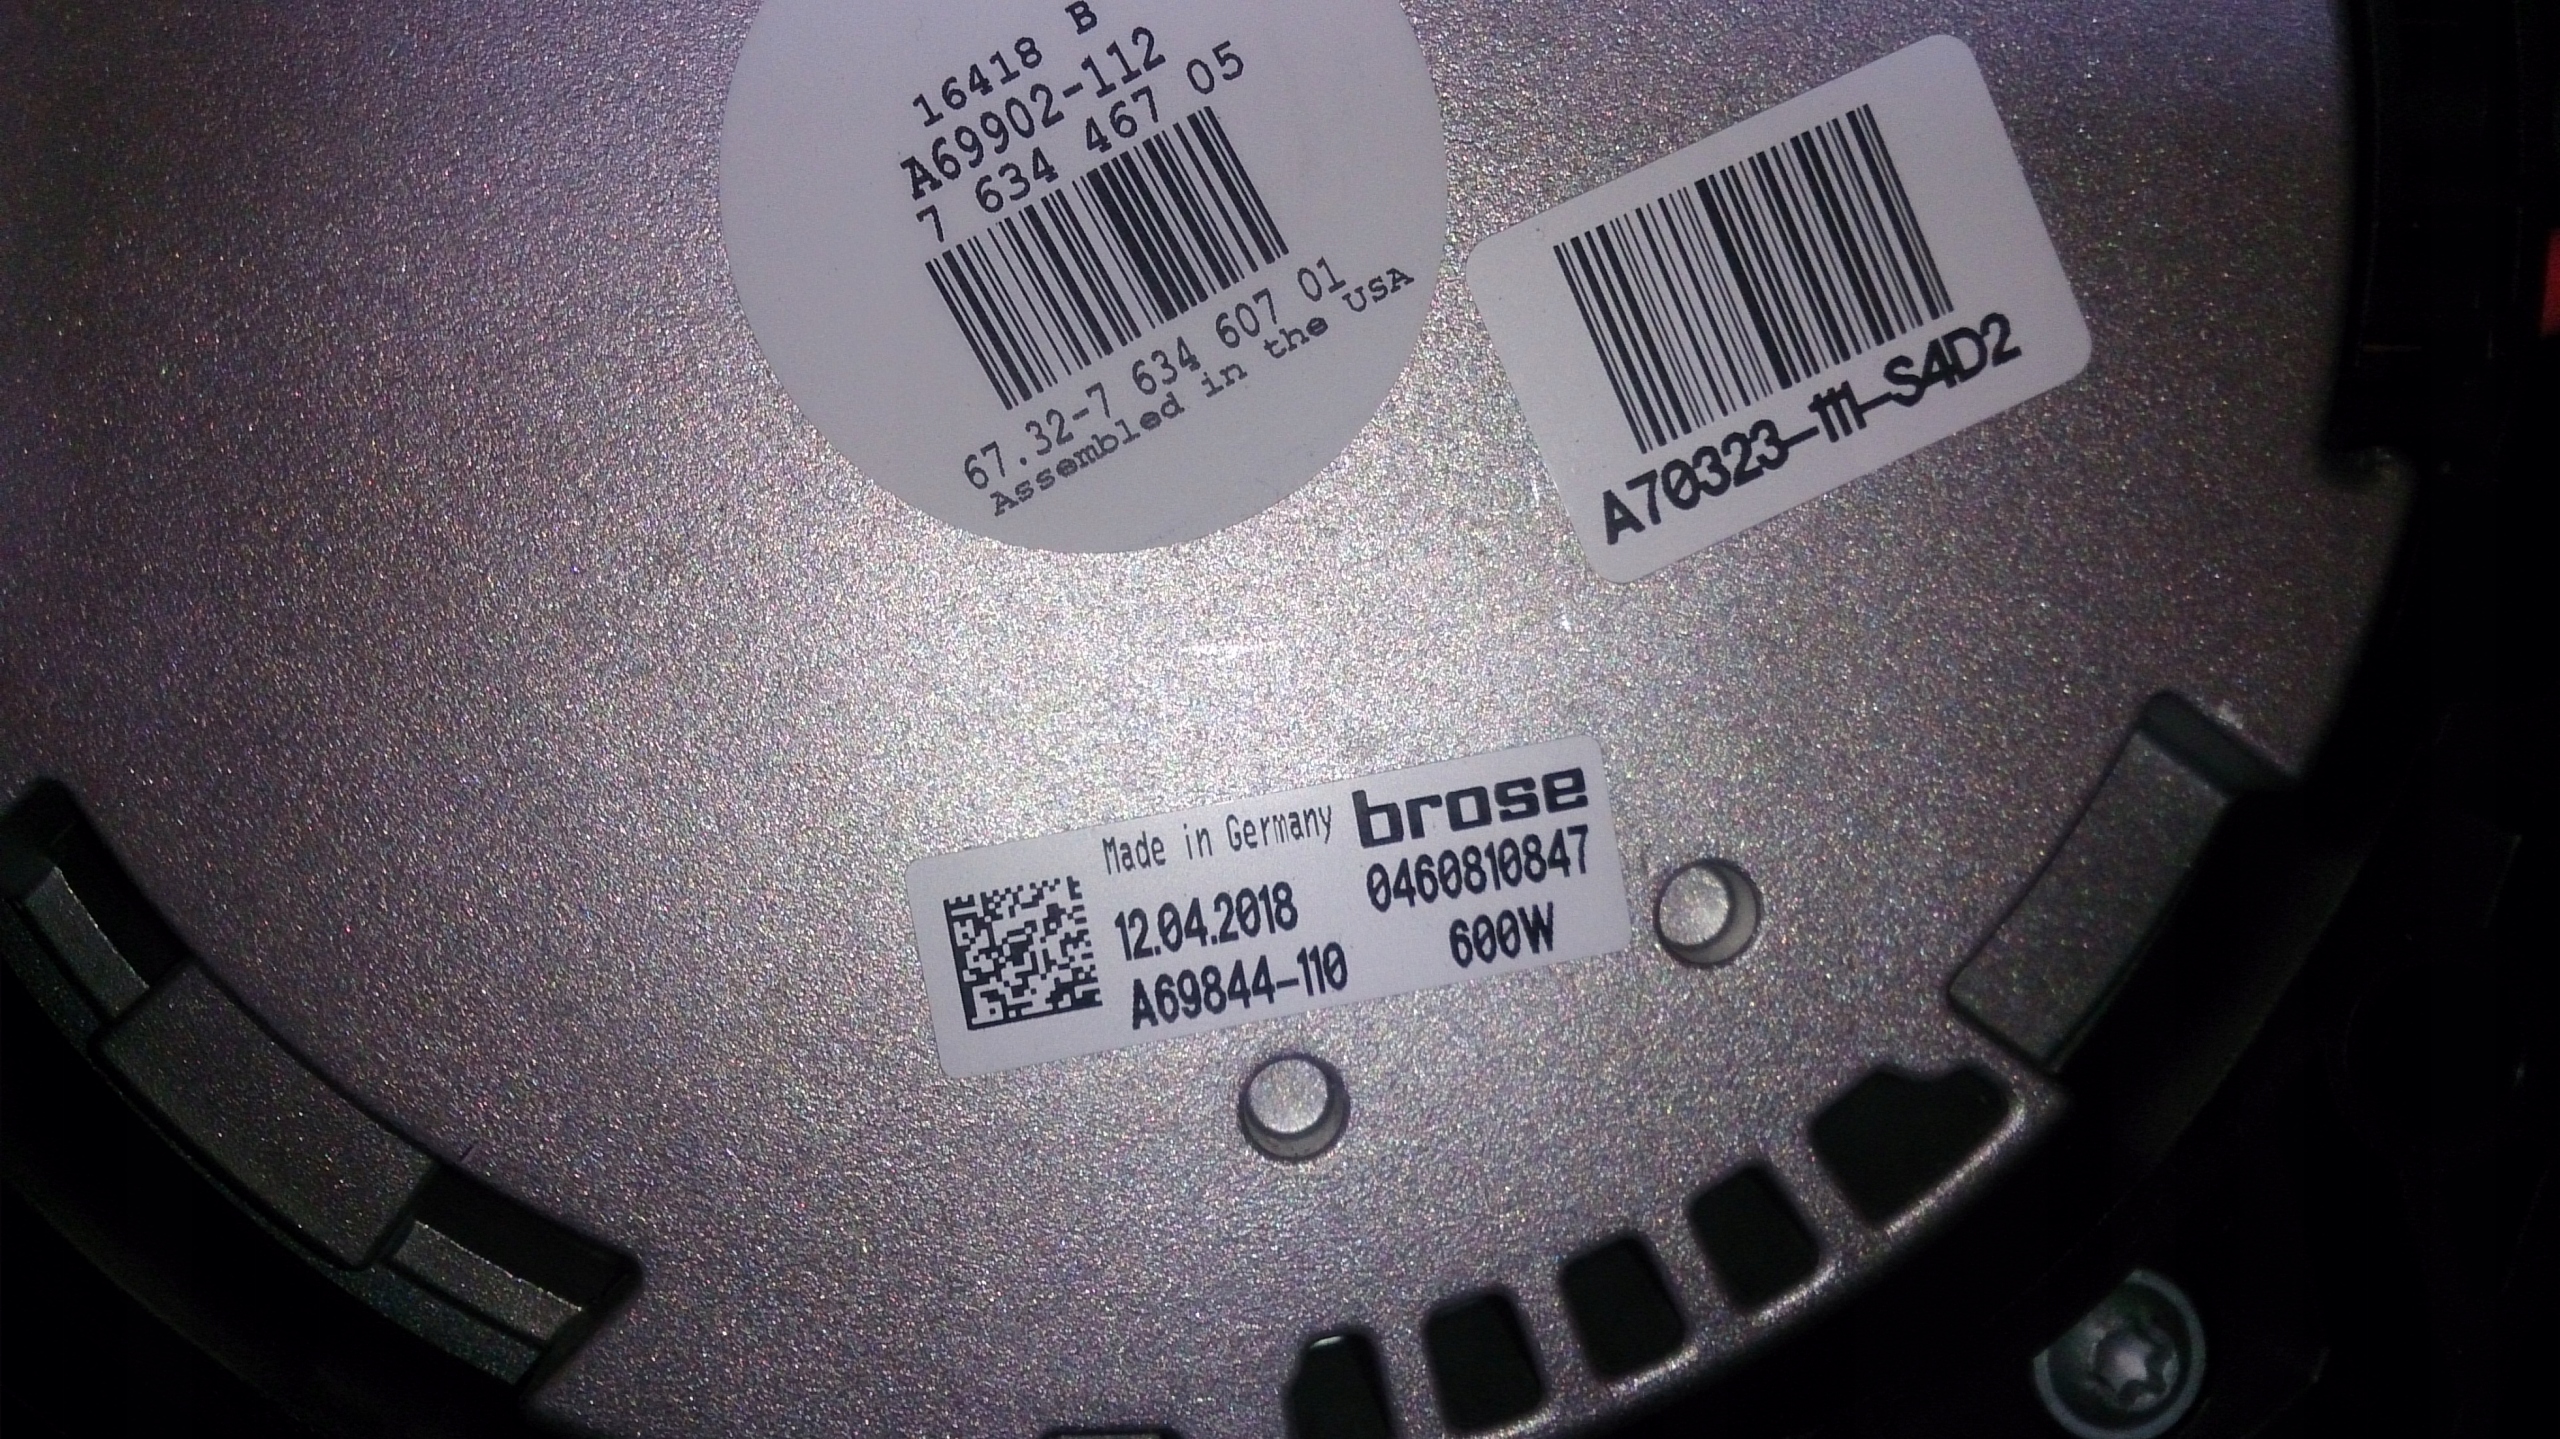 16418 B
A69902-112
7 634 467 05
67.32-7 634 607 01
Assembled in the USA
A70323-111-S4D2
Made in Germany brose
12.04.2018 0460810847
A69844-110 600W